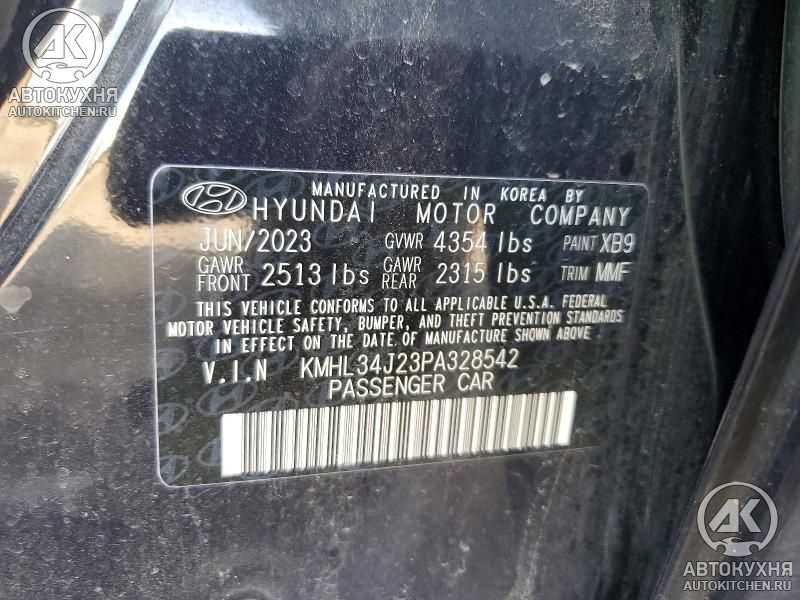 AK
АВТОКУХНЯ
AUTOKITCHEN.RU
MANUFACTURED IN KOREA BY
HYUNDAI MOTOR COMPANY
JUN/2023 GVWR 4354 lbs PAINT XB9
GAWR FRONT 2513 lbs GAWR REAR 2315 lbs TRIM MMF
THIS VEHICLE CONFORMS TO ALL APPLICABLE U.S.A. FEDERAL
MOTOR VEHICLE SAFETY, BUMPER, AND THEFT PREVENTION STANDARDS
IN EFFECT ON THE DATE OF MANUFACTURE SHOWN ABOVE.
V.I.N KMHL34J23PA328542
PASSENGER CAR
AK
АВТОКУХНЯ
AUTOKITCHEN.RU